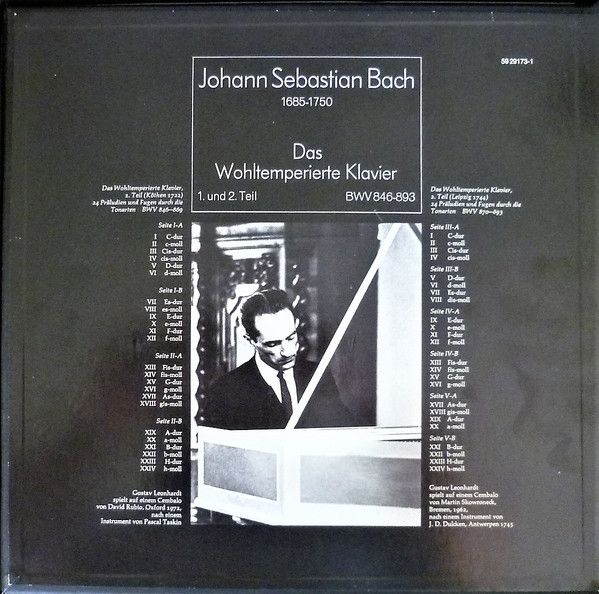 59 29173-1
Johann Sebastian Bach
1685-1750
Das
Wohltemperierte Klavier
1. und 2. Teil BWV 846-893
Das Wohltemperierte Klavier,
1. Teil (Köthen 1722)
24 Präludien und Fugen durch die
Tonarten BWV 846–869
Seite I-A
I C-dur
II c-moll
III Cis-dur
IV cis-moll
V D-dur
VI d-moll
Seite I-B
VII Es-dur
VIII es-moll
IX E-dur
X e-moll
XI F-dur
XII f-moll
Seite II-A
XIII Fis-dur
XIV fis-moll
XV G-dur
XVI g-moll
XVII As-dur
XVIII gis-moll
Seite II-B
XIX A-dur
XX a-moll
XXI B-dur
XXII b-moll
XXIII H-dur
XXIV h-moll
Gustav Leonhardt
spielt auf einem Cembalo
von David Rubio, Oxford 1972,
nach einem
Instrument von Pascal Taskin
Das Wohltemperierte Klavier,
2. Teil (Leipzig 1744)
24 Präludien und Fugen durch die
Tonarten BWV 870–893
Seite III-A
I C-dur
II c-moll
III Cis-dur
IV cis-moll
Seite III-B
V D-dur
VI d-moll
VII Es-dur
VIII dis-moll
Seite IV-A
IX E-dur
X e-moll
XI F-dur
XII f-moll
Seite IV-B
XIII Fis-dur
XIV fis-moll
XV G-dur
XVI g-moll
Seite V-A
XVII As-dur
XVIII gis-moll
XIX A-dur
XX a-moll
Seite V-B
XXI B-dur
XXII b-moll
XXIII H-dur
XXIV h-moll
Gustav Leonhardt
spielt auf einem Cembalo
von Martin Skowroneck,
Bremen, 1962,
nach einem Instrument von
J. D. Dulcken, Antwerpen 1745